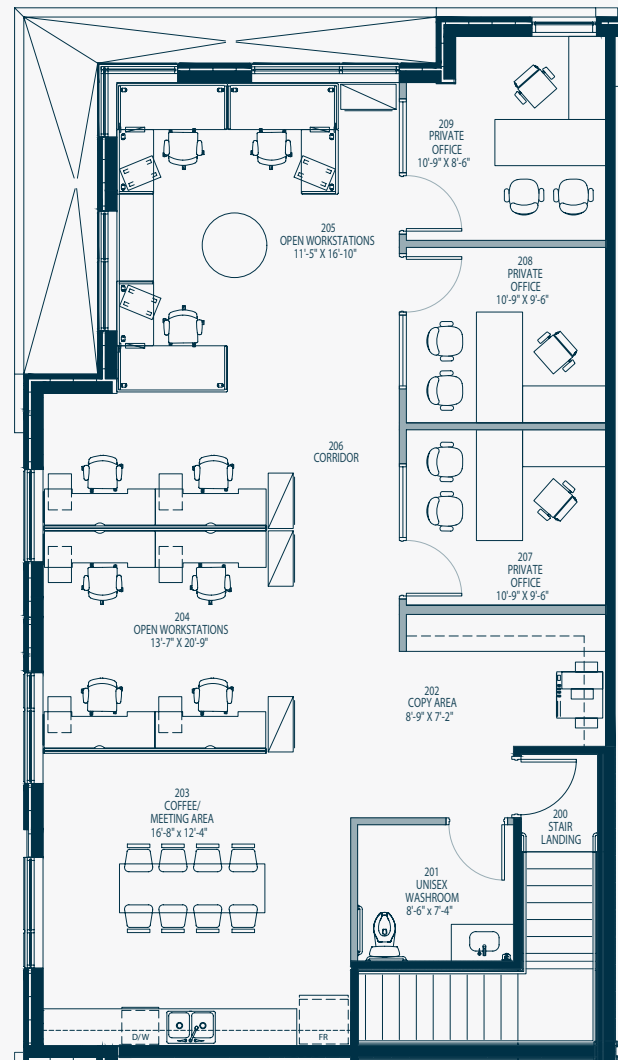 209
PRIVATE
OFFICE
10'-9" X 8'-6"
205
OPEN WORKSTATIONS
11'-5" X 16'-10"
208
PRIVATE
OFFICE
10'-9" X 9'-6"
206
CORRIDOR
207
PRIVATE
OFFICE
10'-9" X 9'-6"
204
OPEN WORKSTATIONS
13'-7" X 20'-9"
202
COPY AREA
8'-9" X 7'-2"
203
COFFEE/
MEETING AREA
16'-8" x 12'-4"
200
STAIR
LANDING
201
UNISEX
WASHROOM
8'-6" x 7'-4"
D/W
FR